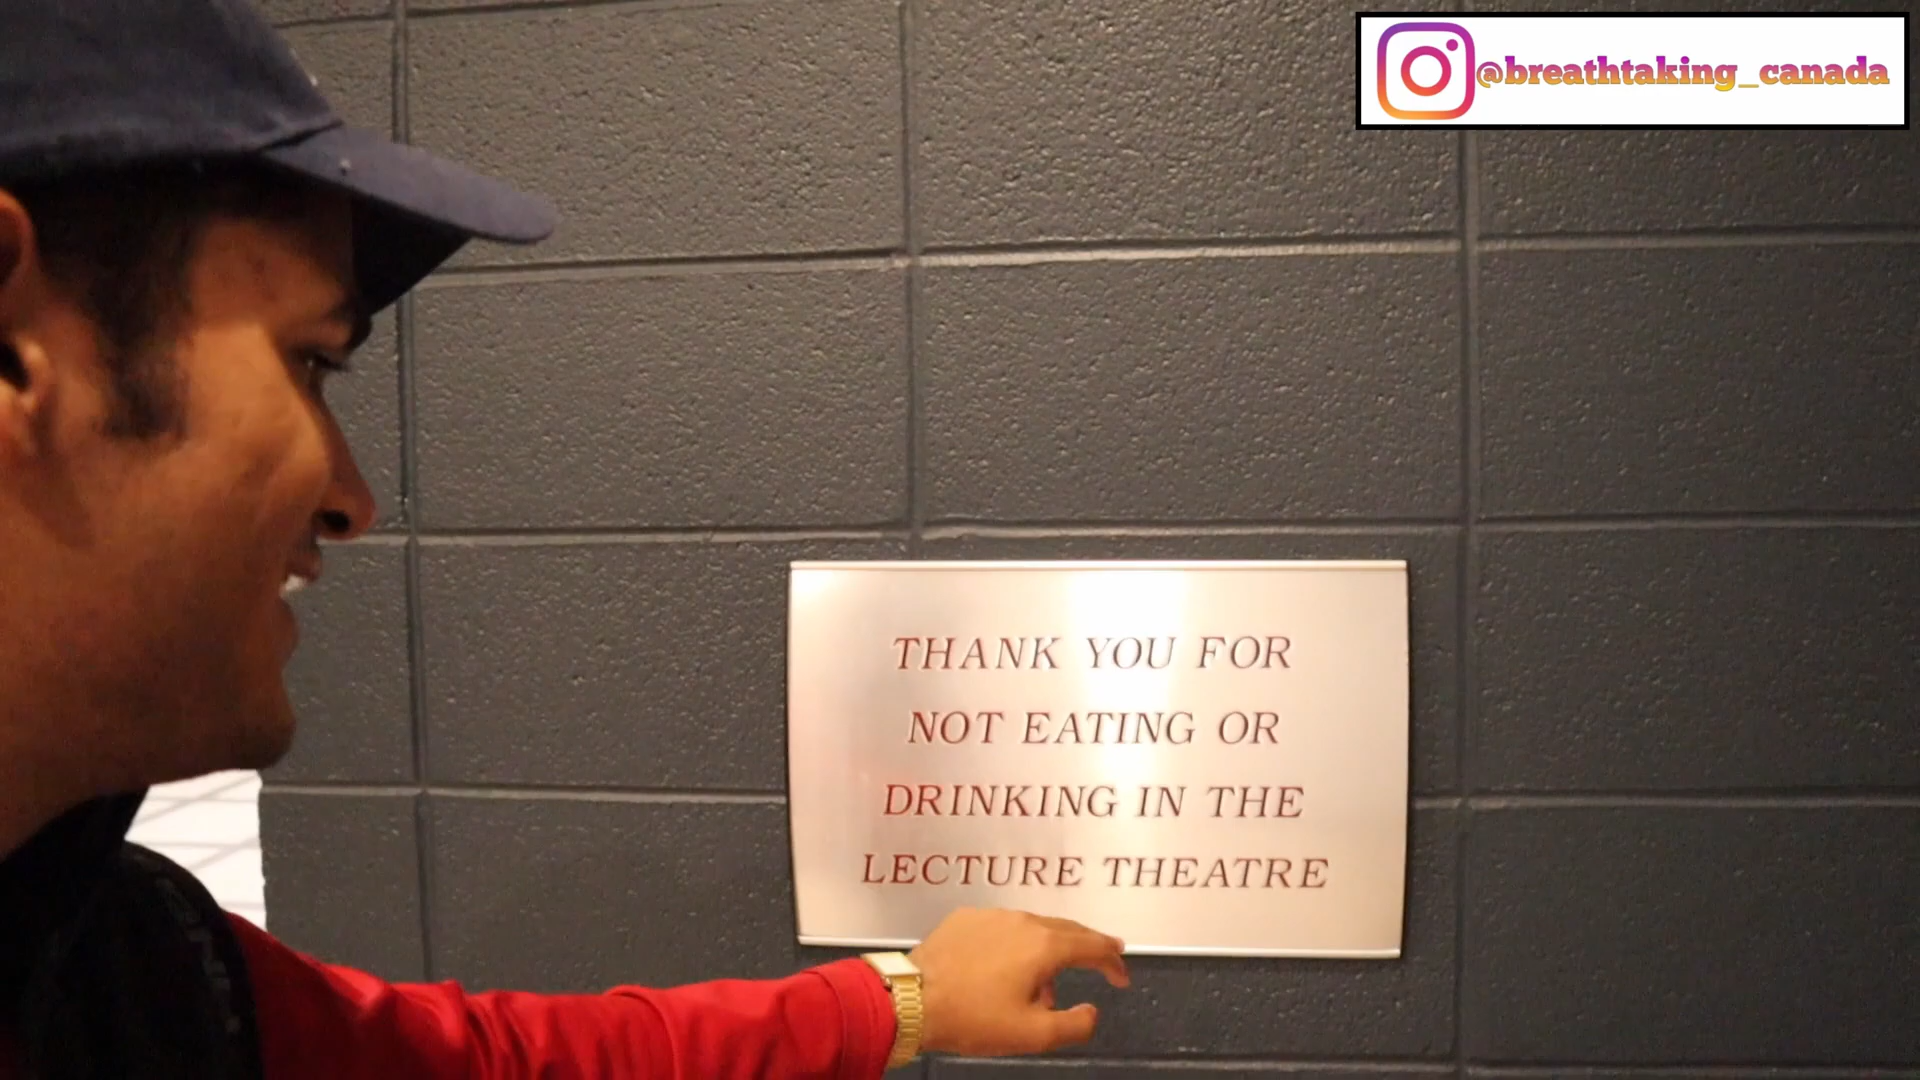 @breathtaking_canada
THANK YOU FOR
NOT EATING OR
DRINKING IN THE
LECTURE THEATRE